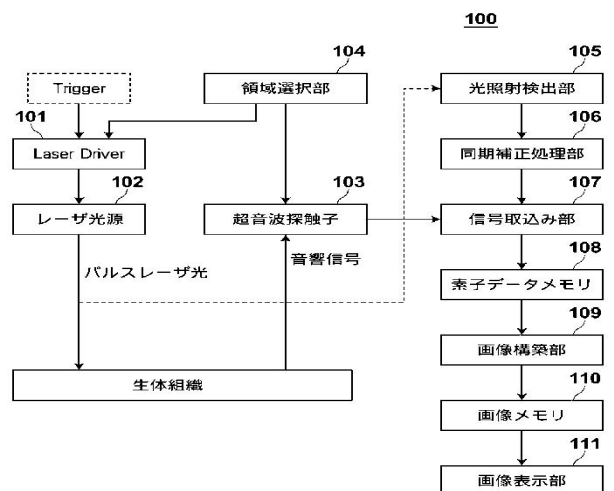 100
104
105
Trigger
領域選択部
光照射検出部
101
106
Laser Driver
同期補正処理部
102
103
107
レーザ光源
超音波探触子
信号取込み部
パルスレーザ光
音響信号
108
素子データメモリ
109
画像構築部
生体組織
110
画像メモリ
111
画像表示部